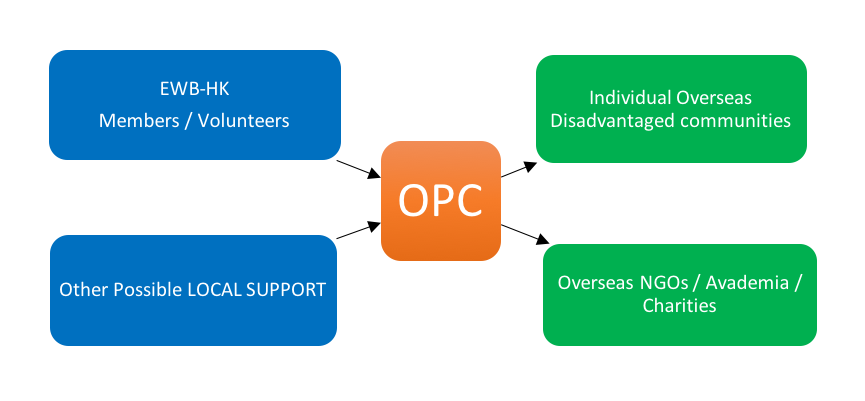 EWB-HK
Members / Volunteers
Individual Overseas
Disadvantaged communities
OPC
Other Possible LOCAL SUPPORT
Overseas NGOs / Avademia /
Charities